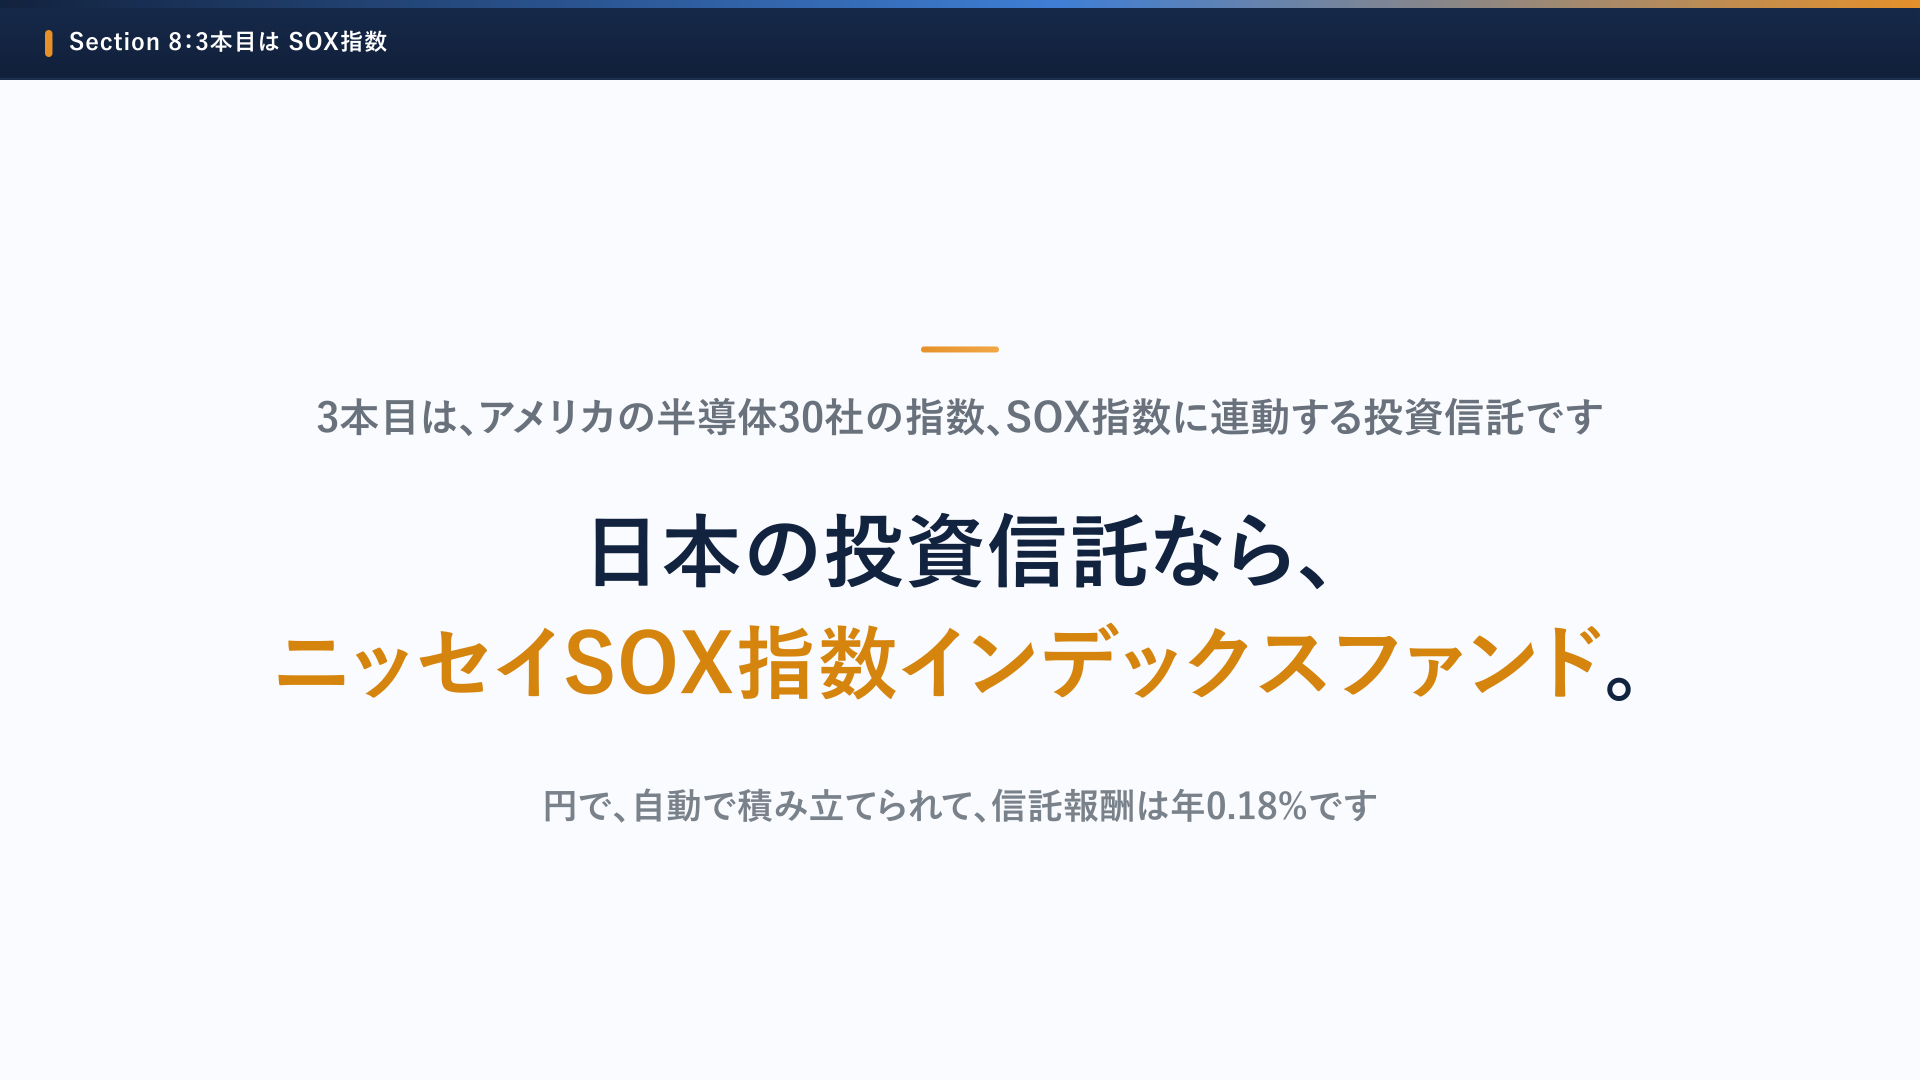 Section 8：3本目は SOX指数
3本目は、アメリカの半導体30社の指数、SOX指数に連動する投資信託です
日本の投資信託なら、
ニッセイSOX指数インデックスファンド。
円で、自動で積み立てられて、信託報酬は年0.18%です